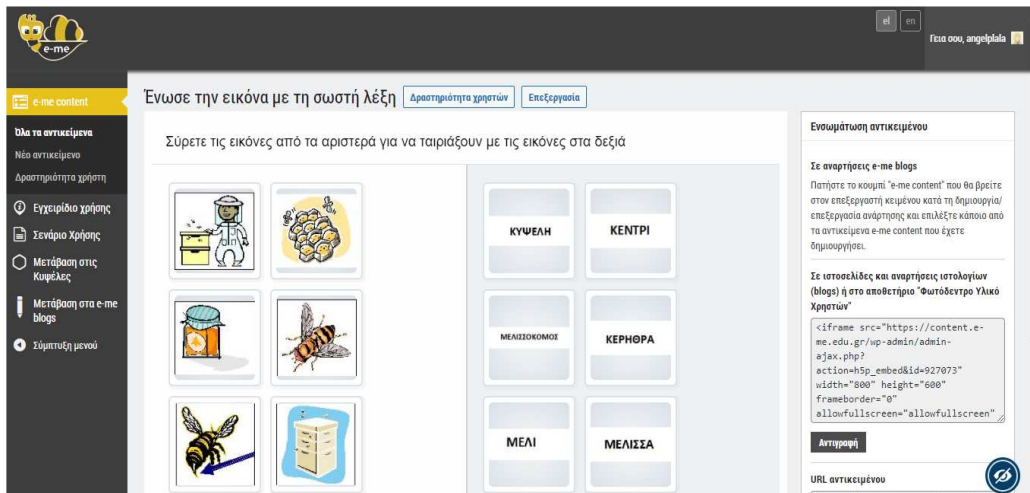 e-me
el en
Γεια σου, angelplala
e-me content
Όλα τα αντικείμενα
Νέο αντικείμενο
Δραστηριότητα χρήστη
Εγχειρίδιο χρήσης
Σενάριο Χρήσης
Μετάβαση στις
Κυψέλες
Μετάβαση στα e-me
blogs
Σύμπτυξη μενού
Ένωσε την εικόνα με τη σωστή λέξη Δραστηριότητα χρηστών Επεξεργασία
Σύρετε τις εικόνες από τα αριστερά για να ταιριάξουν με τις εικόνες στα δεξιά
ΚΥΨΕΛΗ ΚΕΝΤΡΙ
ΜΕΛΙΣΣΟΚΟΜΟΣ ΚΕΡΗΘΡΑ
ΜΕΛΙ ΜΕΛΙΣΣΑ
Ενσωμάτωση αντικειμένου
Σε αναρτήσεις e-me blogs
Πατήστε το κουμπί "e-me content" που θα βρείτε
στον επεξεργαστή κειμένου κατά τη δημιουργία/
επεξεργασία ανάρτησης και επιλέξτε κάποιο από
τα αντικείμενα e-me content που έχετε
δημιουργήσει.
Σε ιστοσελίδες και αναρτήσεις ιστολογίων
(blogs) ή στο αποθετήριο "Φωτόδεντρο Υλικό
Χρηστών"
&lt;iframe src="https://content.e-
me.edu.gr/wp-admin/admin-
ajax.php?
action=h5p_embed&amp;id=927073"
width="800" height="600"
frameborder="0"
allowfullscreen="allowfullscreen"
Αντιγραφή
URL αντικειμένου